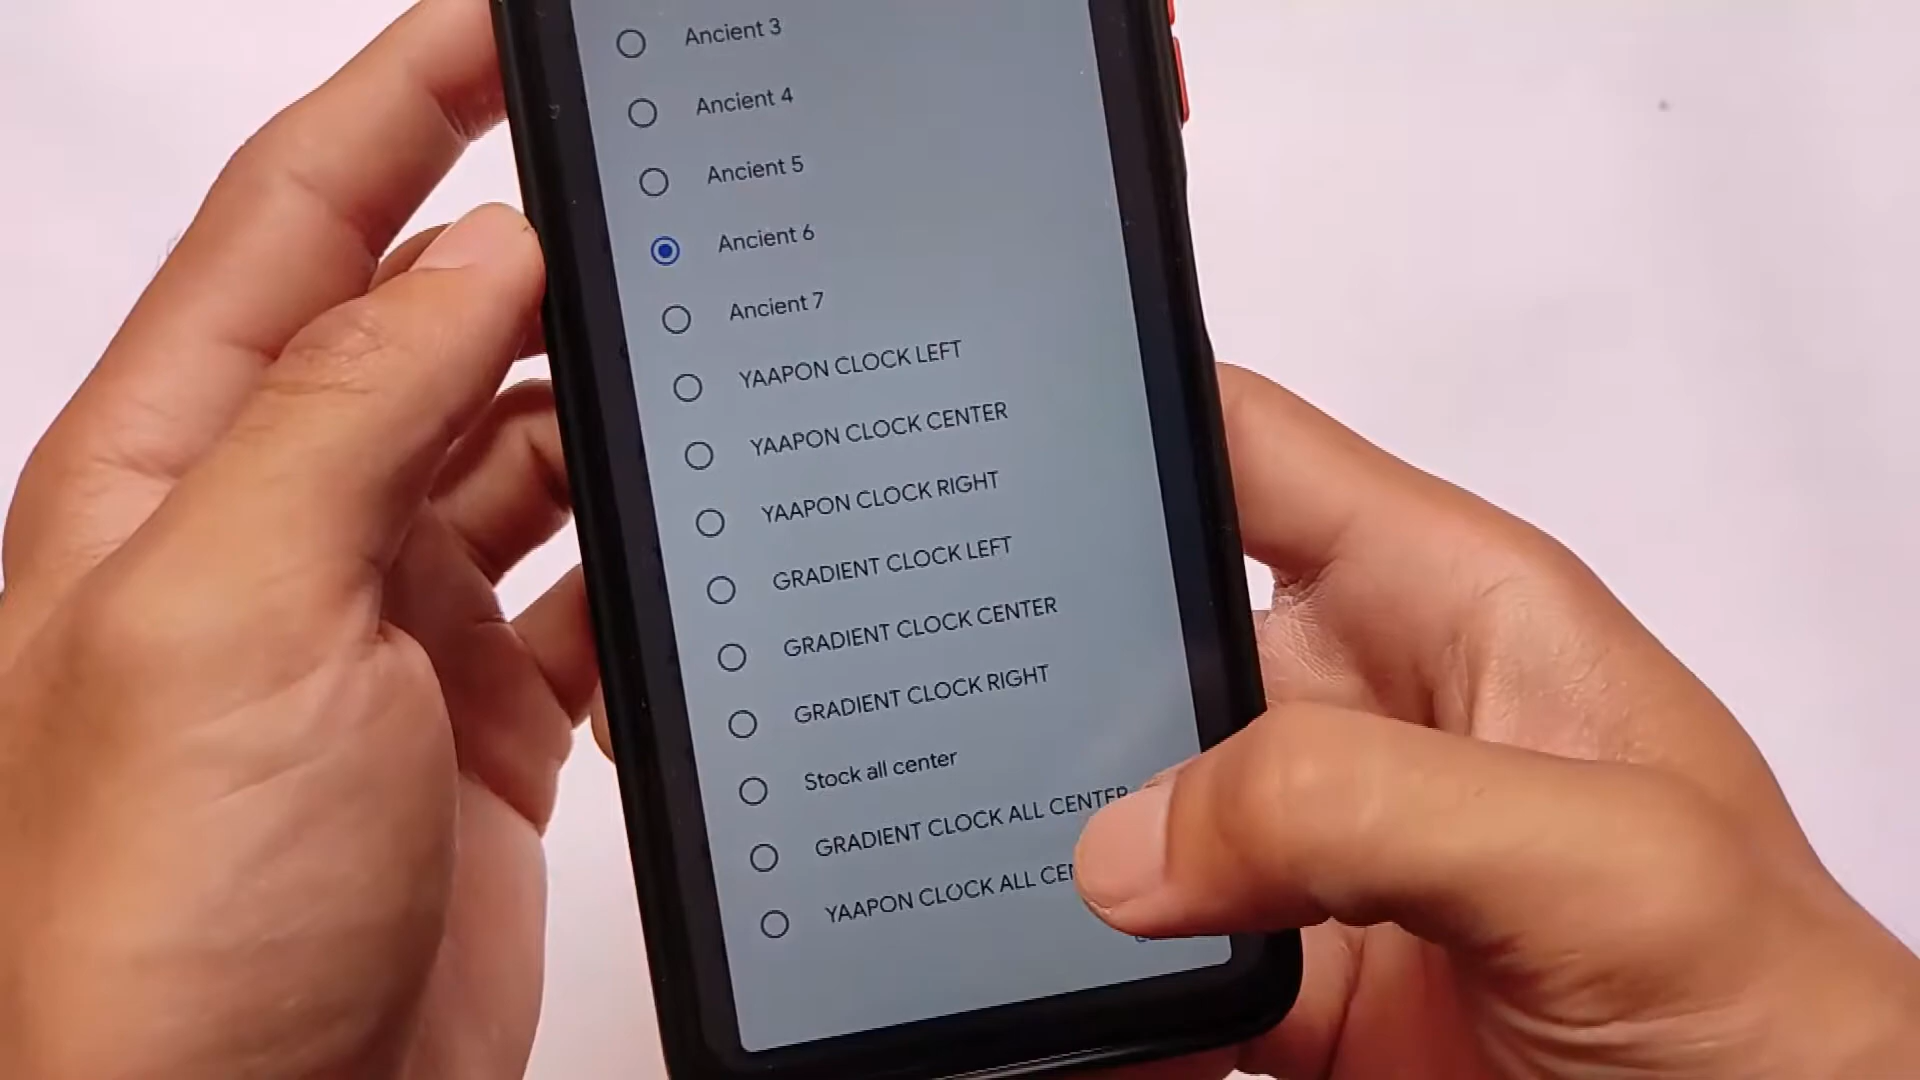 Ancient 3
Ancient 4
Ancient 5
Ancient 6
Ancient 7
YAAPON CLOCK LEFT
YAAPON CLOCK CENTER
YAAPON CLOCK RIGHT
GRADIENT CLOCK LEFT
GRADIENT CLOCK CENTER
GRADIENT CLOCK RIGHT
Stock all center
GRADIENT CLOCK ALL CENTER
YAAPON CLOCK ALL